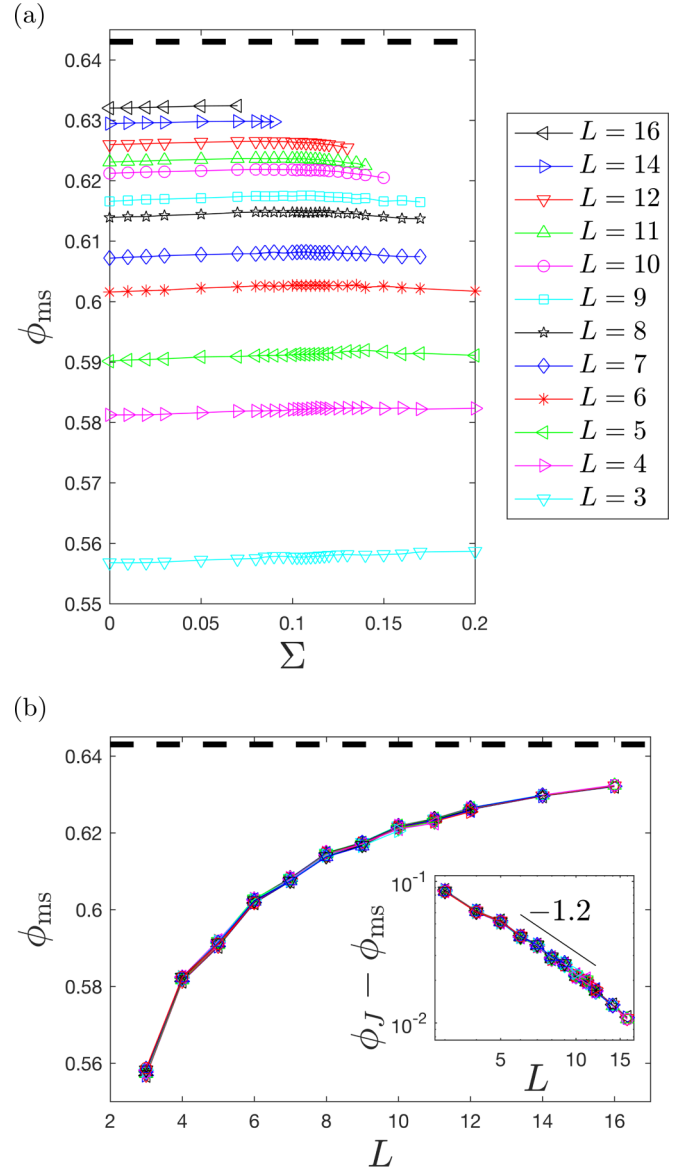 (a)
0.64
0.63
0.62
0.61
0.6
0.59
0.58
0.57
0.56
0.55
ϕms
0 0.05 0.1 0.15 0.2
Σ
L = 16
L = 14
L = 12
L = 11
L = 10
L = 9
L = 8
L = 7
L = 6
L = 5
L = 4
L = 3
(b)
0.64
0.62
0.6
0.58
0.56
ϕms
2 4 6 8 10 12 14 16
L
10⁻¹
10⁻²
ϕJ − ϕms
−1.2
5 10 15
L